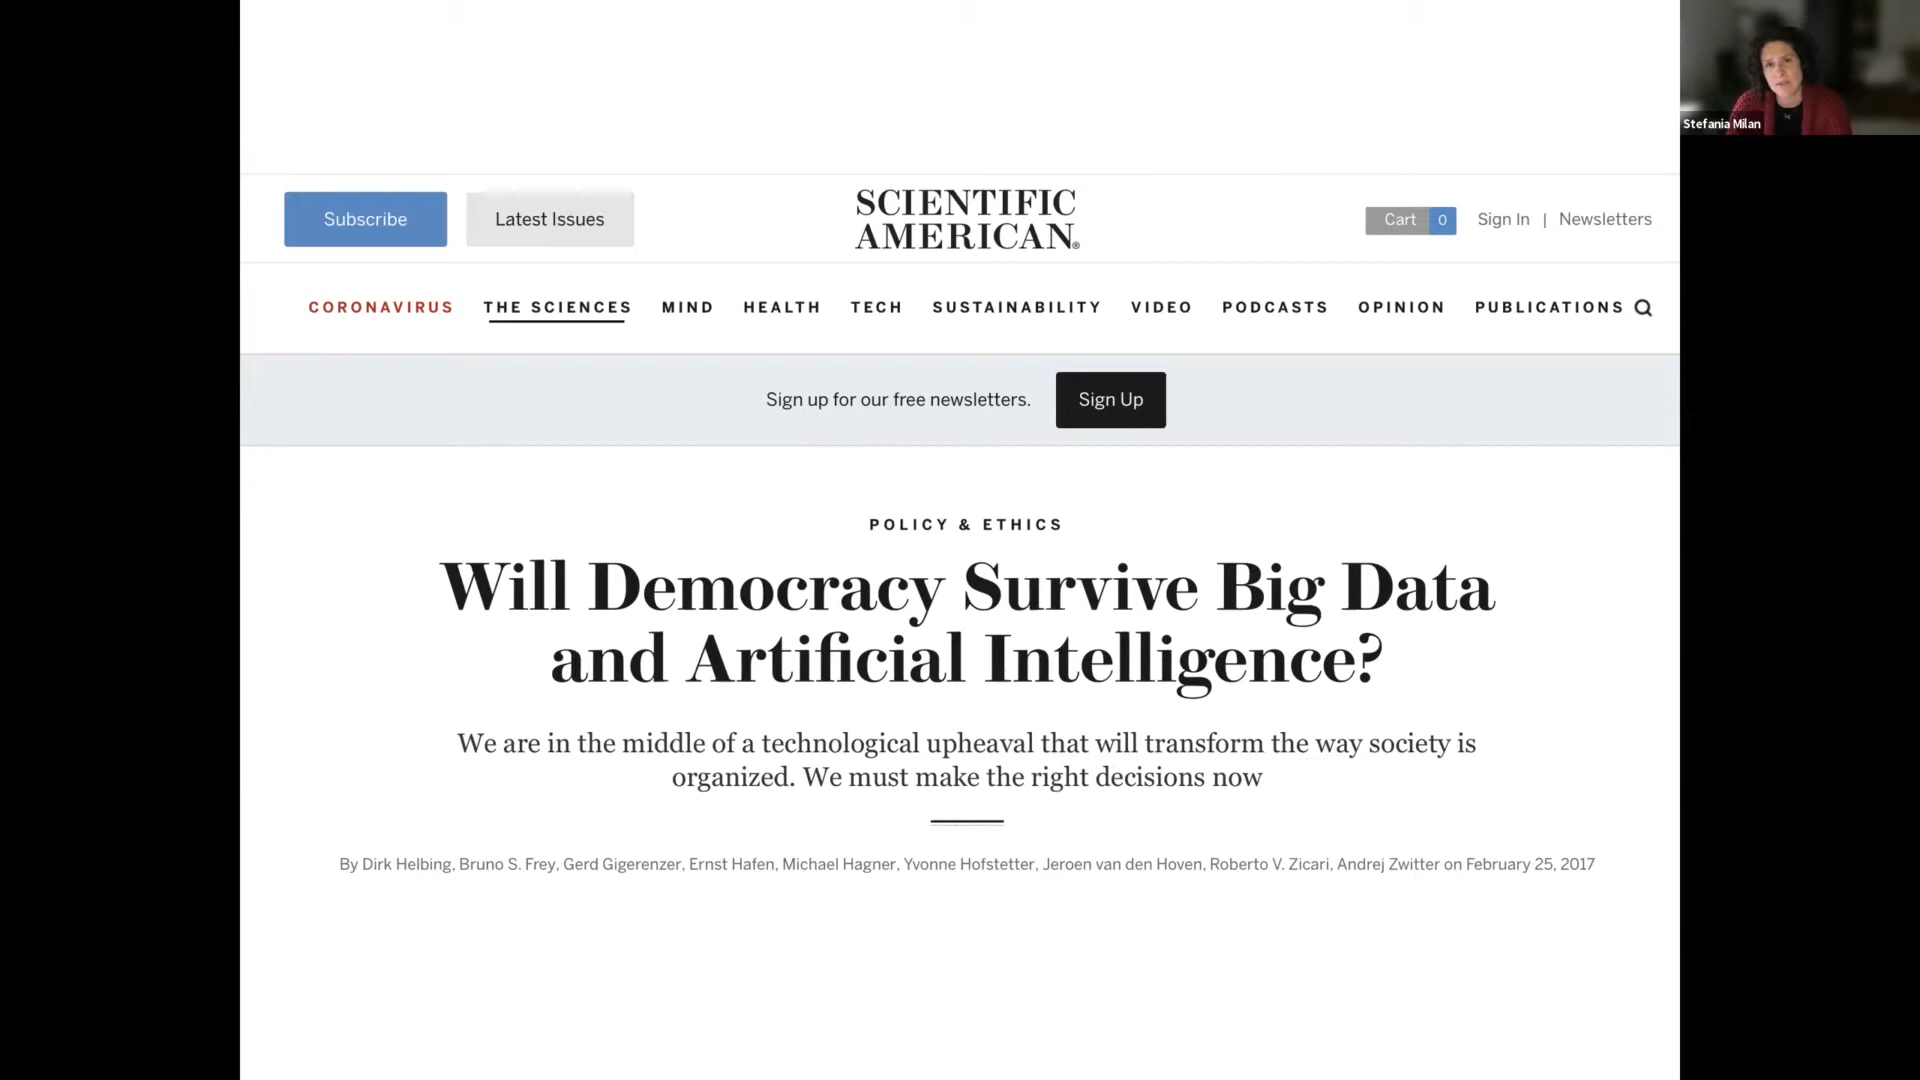 Stefania Milan
Subscribe
Latest Issues
SCIENTIFIC
AMERICAN®
Cart 0
Sign In | Newsletters
CORONAVIRUS THE SCIENCES MIND HEALTH TECH SUSTAINABILITY VIDEO PODCASTS OPINION PUBLICATIONS
Sign up for our free newsletters.
Sign Up
POLICY & ETHICS
Will Democracy Survive Big Data
and Artificial Intelligence?
We are in the middle of a technological upheaval that will transform the way society is
organized. We must make the right decisions now
By Dirk Helbing, Bruno S. Frey, Gerd Gigerenzer, Ernst Hafen, Michael Hagner, Yvonne Hofstetter, Jeroen van den Hoven, Roberto V. Zicari, Andrej Zwitter on February 25, 2017